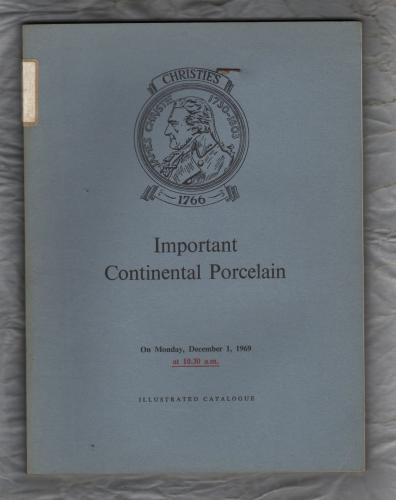 CHRISTIE'S
JAMES CHRISTIE 1730-1803
1766
Important
Continental Porcelain
On Monday, December 1, 1969
at 10.30 a.m.
ILLUSTRATED CATALOGUE